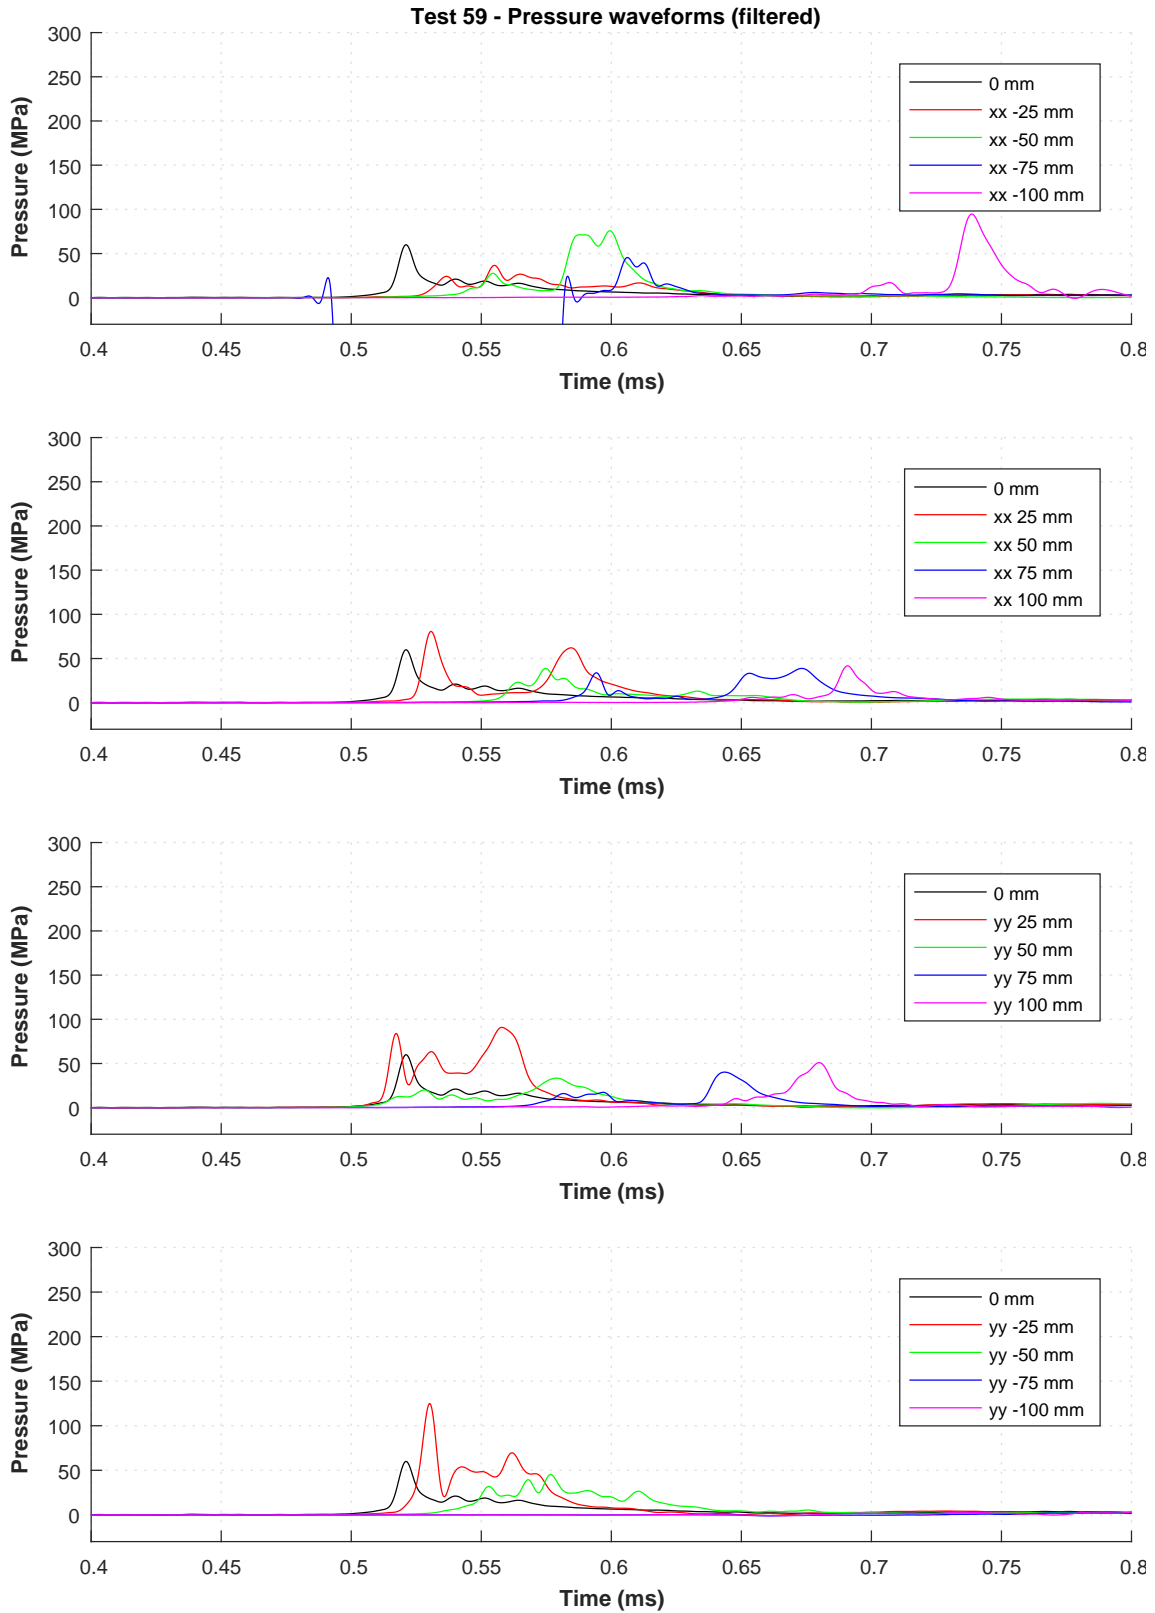 Test 59 - Pressure waveforms (filtered)
300
250
200
150
100
50
0
Pressure (MPa)
0 mm
xx -25 mm
xx -50 mm
xx -75 mm
xx -100 mm
0.4 0.45 0.5 0.55 0.6 0.65 0.7 0.75 0.8
Time (ms)
300
250
200
150
100
50
0
Pressure (MPa)
0 mm
xx 25 mm
xx 50 mm
xx 75 mm
xx 100 mm
0.4 0.45 0.5 0.55 0.6 0.65 0.7 0.75 0.8
Time (ms)
300
250
200
150
100
50
0
Pressure (MPa)
0 mm
yy 25 mm
yy 50 mm
yy 75 mm
yy 100 mm
0.4 0.45 0.5 0.55 0.6 0.65 0.7 0.75 0.8
Time (ms)
300
250
200
150
100
50
0
Pressure (MPa)
0 mm
yy -25 mm
yy -50 mm
yy -75 mm
yy -100 mm
0.4 0.45 0.5 0.55 0.6 0.65 0.7 0.75 0.8
Time (ms)